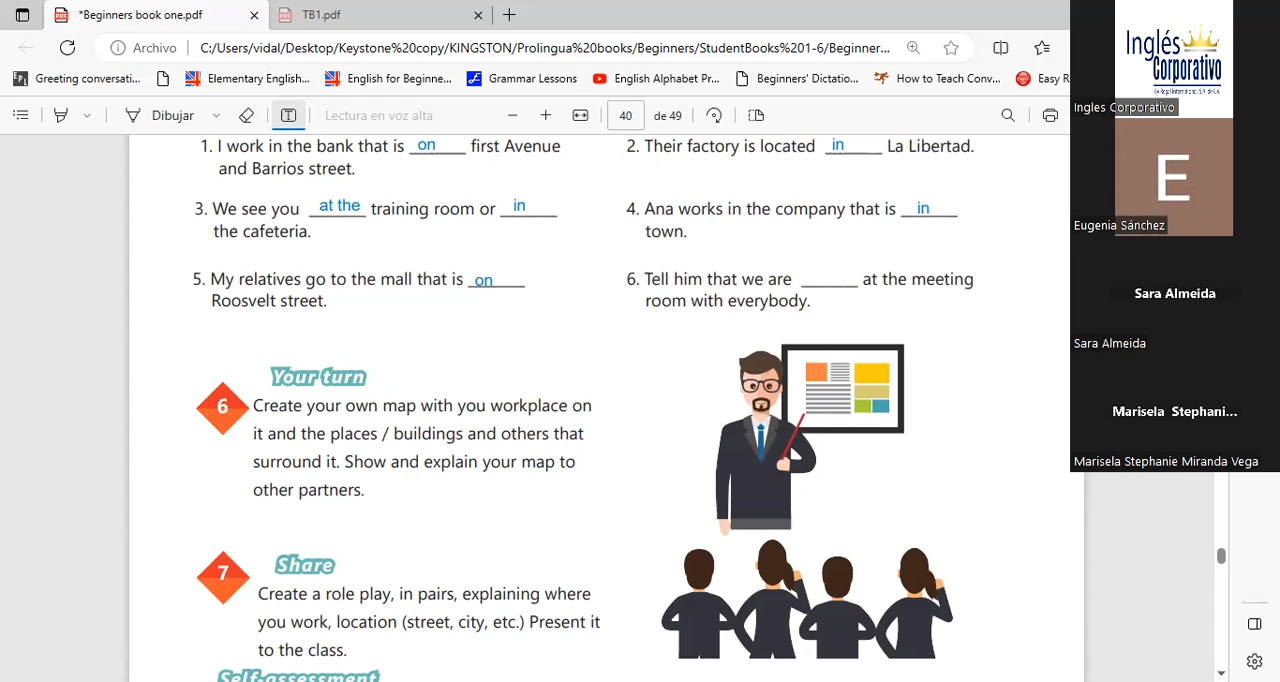 *Beginners book one.pdf
TB1.pdf
Archivo
C:/Users/vidal/Desktop/Keystone%20copy/KINGSTON/Prolingua%20books/Beginners/StudentBooks%201-6/Beginner...
Greeting conversati...
Elementary English...
English for Beginne...
Grammar Lessons
English Alphabet Pr...
Beginners' Dictatio...
How to Teach Conv...
Easy R
Dibujar
Lectura en voz alta
40
de 49
1. I work in the bank that is on first Avenue
and Barrios street.
2. Their factory is located in La Libertad.
3. We see you at the training room or in
the cafeteria.
4. Ana works in the company that is in
town.
5. My relatives go to the mall that is on
Roosvelt street.
6. Tell him that we are ______ at the meeting
room with everybody.
6
Your turn
Create your own map with you workplace on
it and the places / buildings and others that
surround it. Show and explain your map to
other partners.
7
Share
Create a role play, in pairs, explaining where
you work, location (street, city, etc.) Present it
to the class.
Self-assessment
Inglés
Corporativo
Ingles Corporativo
E
Eugenia Sánchez
Sara Almeida
Sara Almeida
Marisela Stephani...
Marisela Stephanie Miranda Vega